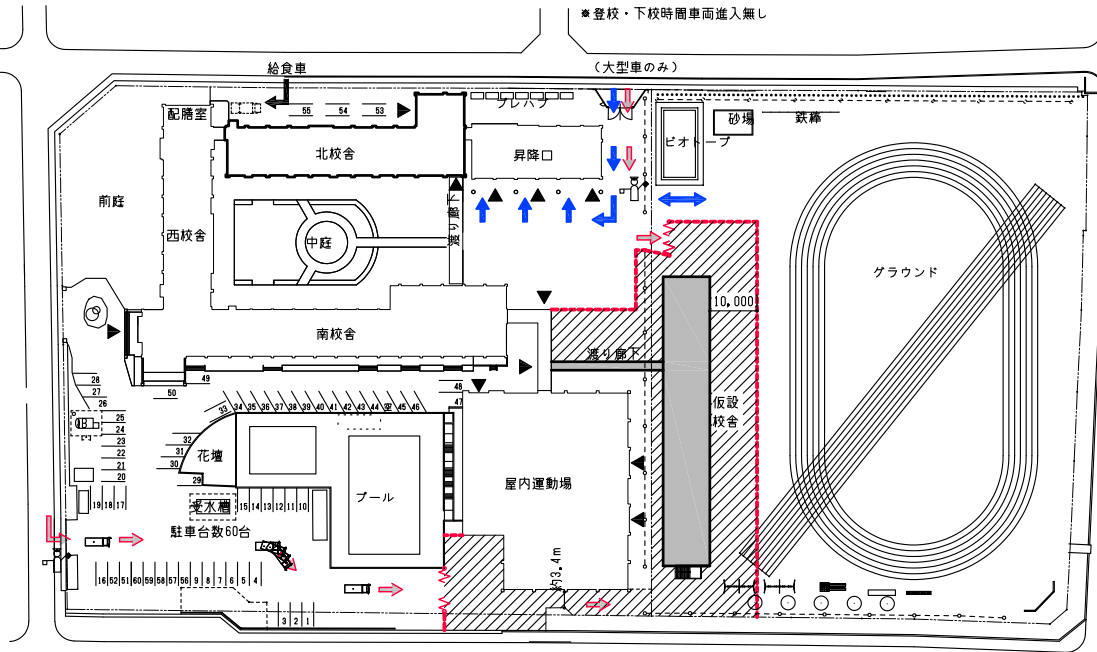 ※登校・下校時間車両進入無し
給食車
（大型車のみ）
プレハブ
配膳室
55
54
53
砂場
鉄棒
北校舎
昇降口
ビオトープ
前庭
渡り廊下
西校舎
中庭
グラウンド
10,000
南校舎
渡り廊下
28
27
26
50
49
48
47
33
34
35
36
37
38
39
40
41
42
43
44
空
45
46
仮設
校舎
25
24
23
22
21
20
32
31
30
29
花壇
プール
屋内運動場
19
18
17
受水槽
15
14
13
12
11
10
駐車台数60台
約3.4m
16
52
51
60
59
58
57
56
9
8
7
6
5
4
3
2
1